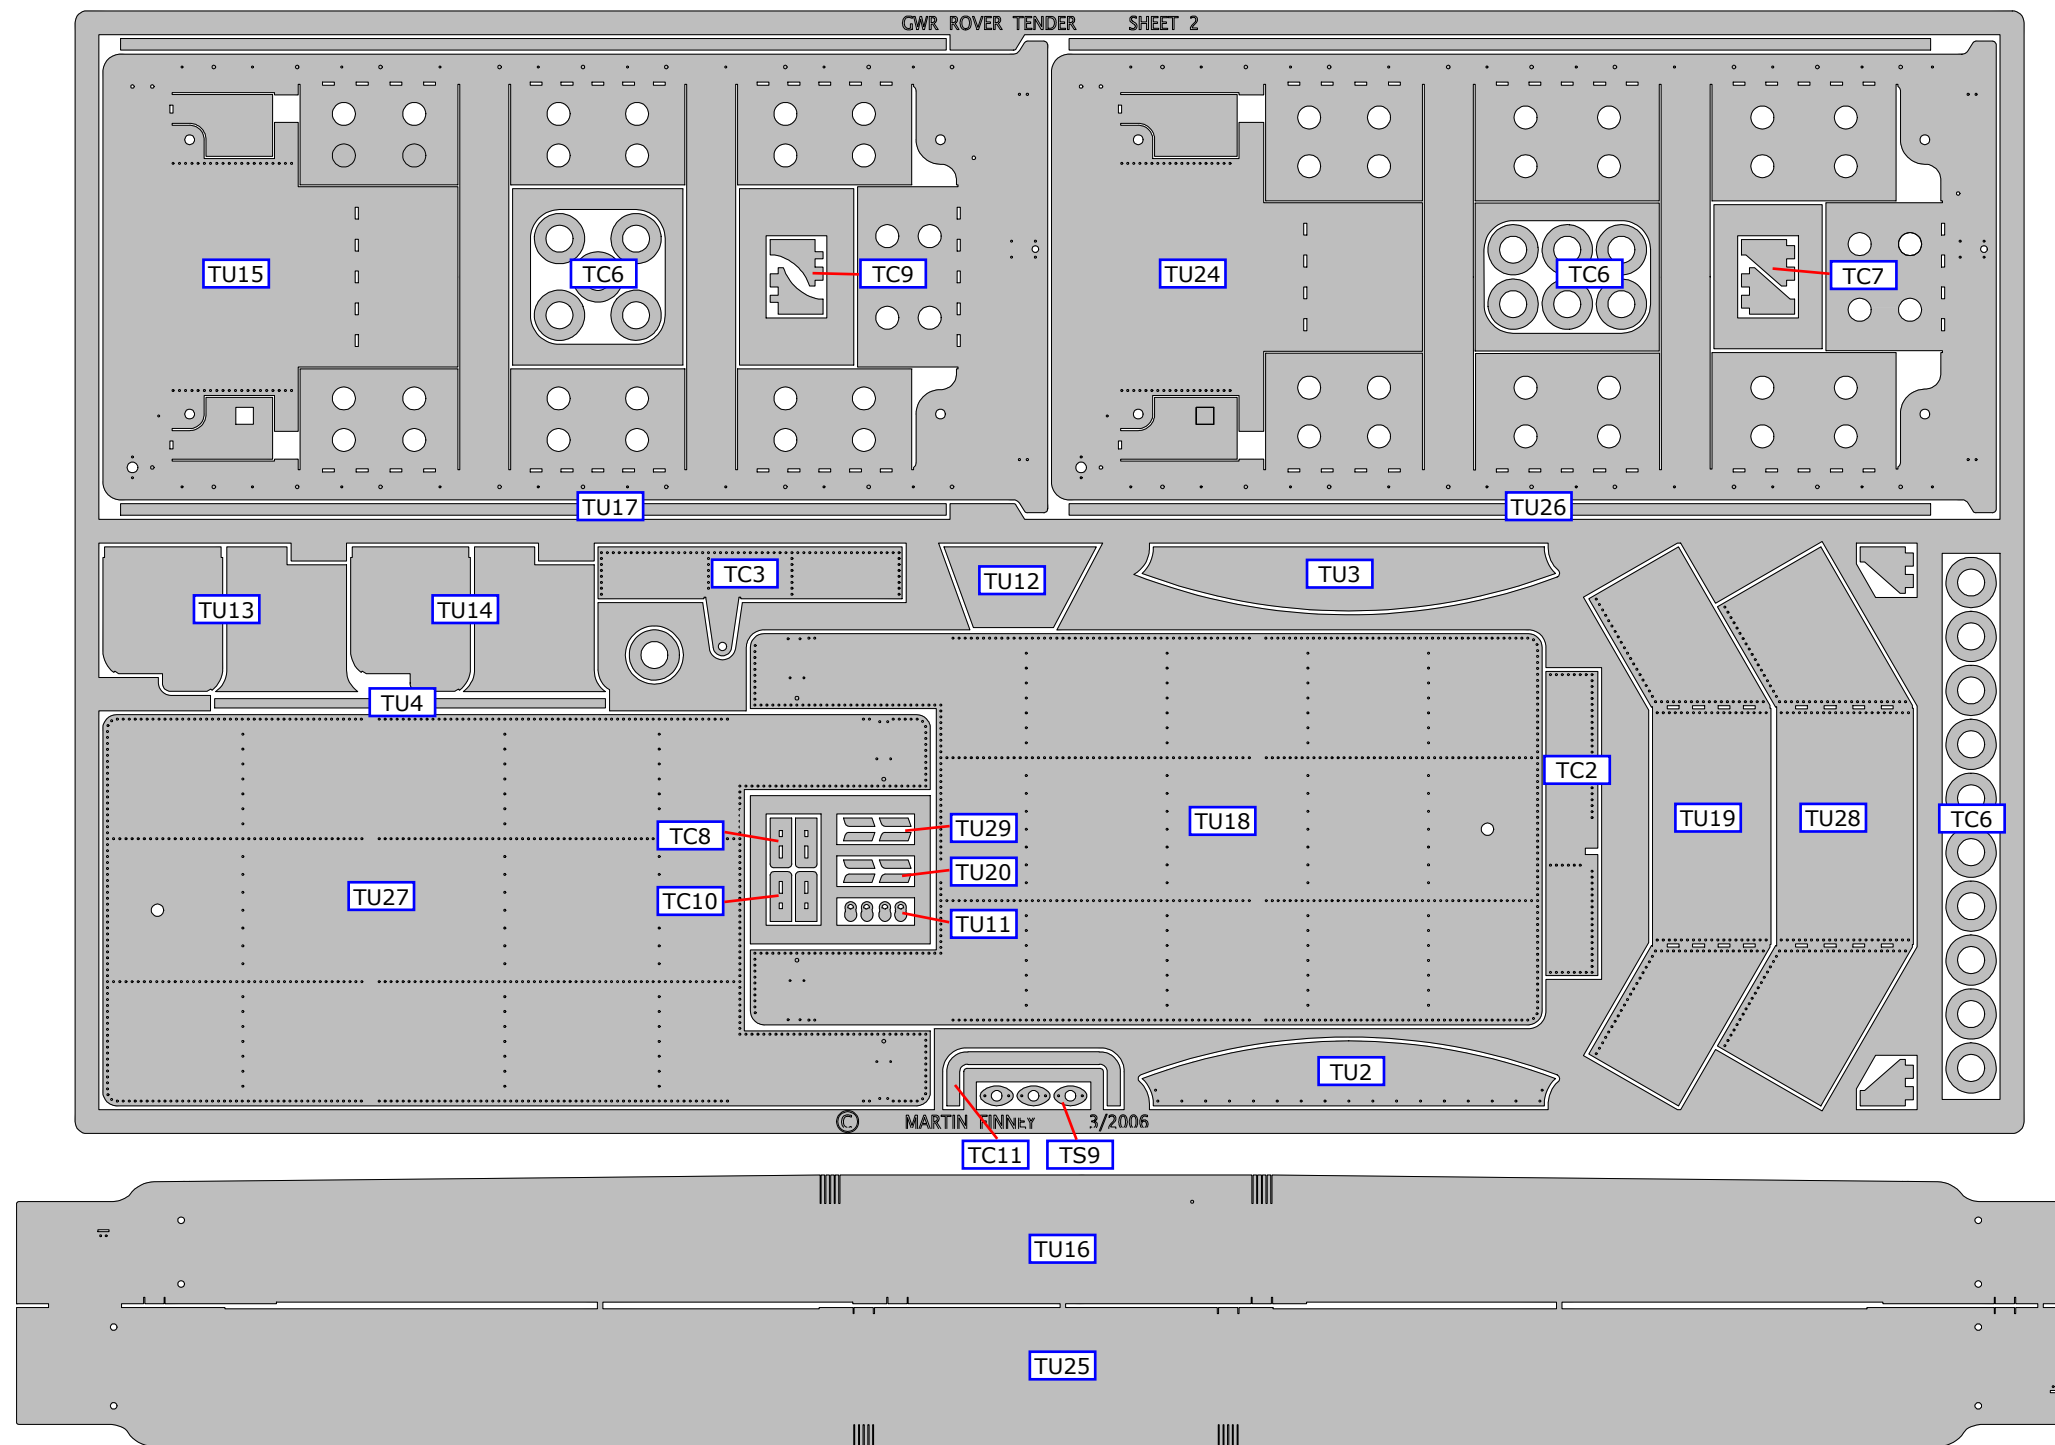 GWR ROVER TENDER SHEET 2
TU15
TC6
TC9
TU24
TC6
TC7
TU17
TU26
TU13
TU14
TC3
TU12
TU3
TU4
TC2
TU19
TU28
TC6
TU18
TC8
TU29
TU20
TC10
TU11
TU27
TU2
© MARTIN FINNEY 3/2006
TC11
TS9
TU16
TU25